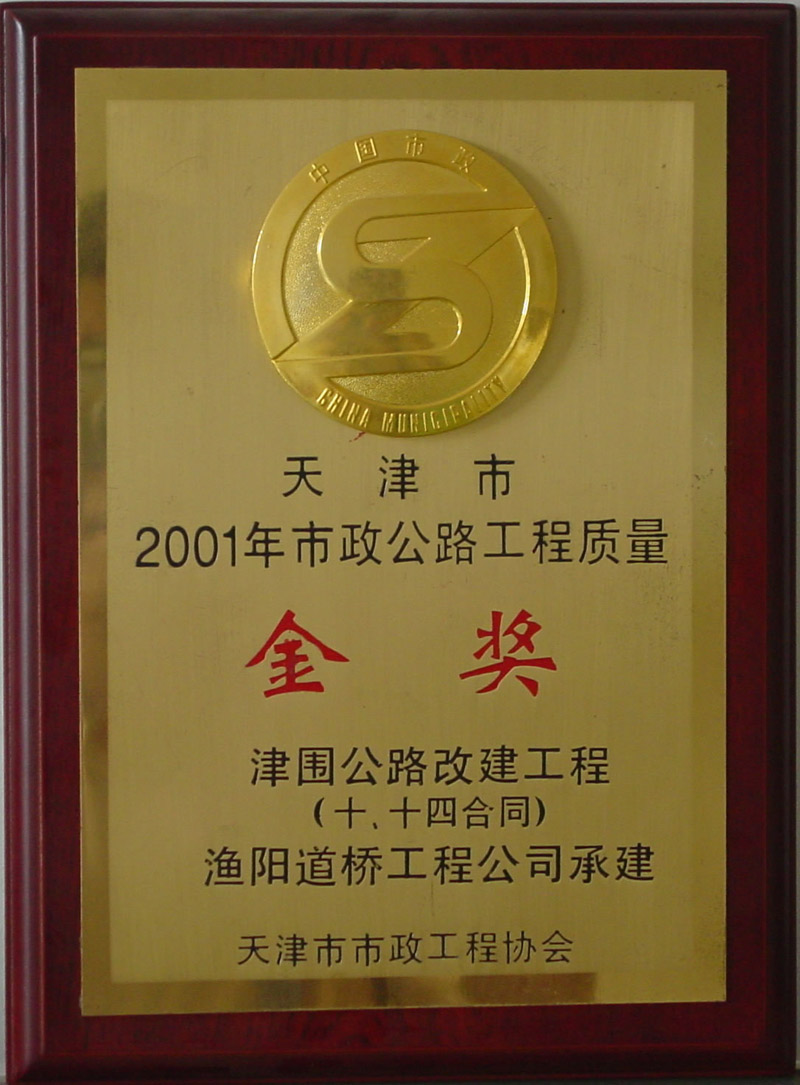 中国市政
CHINA MUNICIPALITY
天 津 市
2001年市政公路工程质量
金 奖
津围公路改建工程
(十、十四合同)
渔阳道桥工程公司承建
天津市市政工程协会